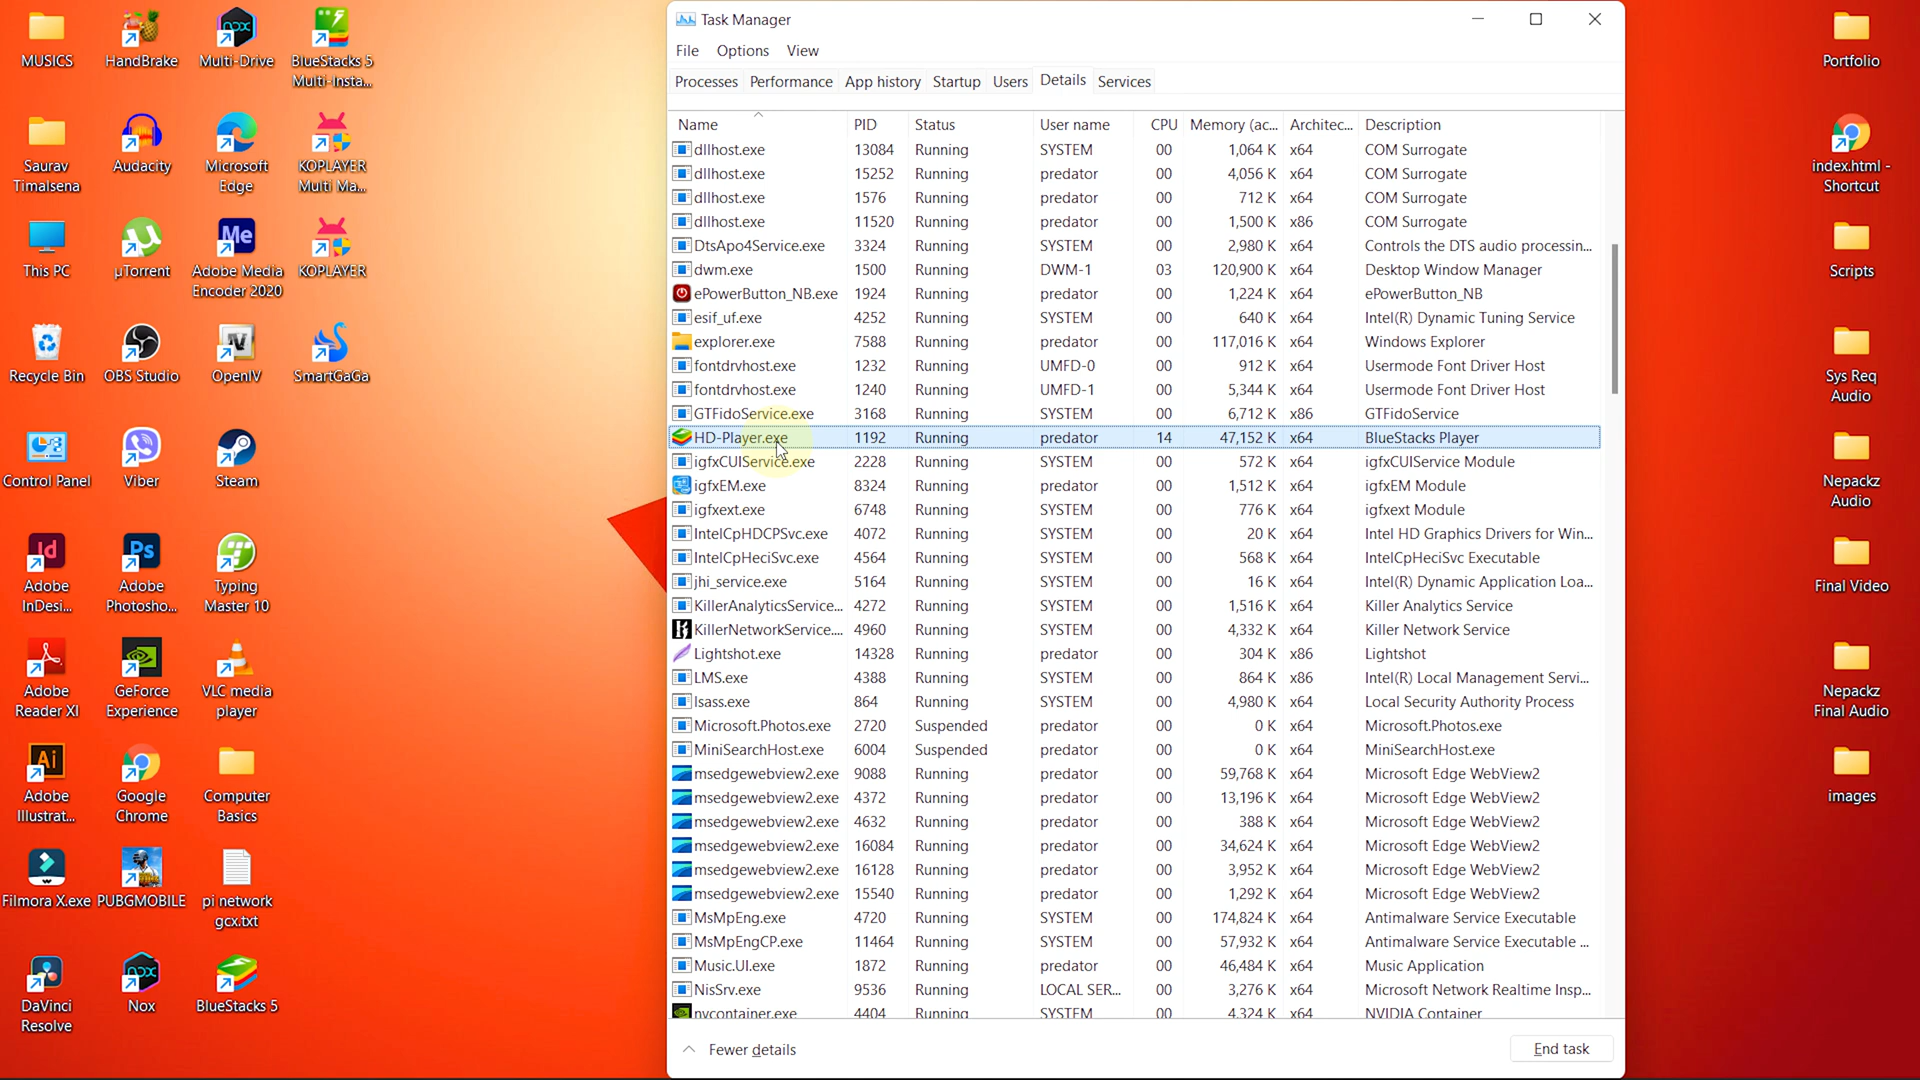 MUSICS
HandBrake
Multi-Drive
BlueStacks 5
Multi-insta...
Saurav
Timalsena
Audacity
Microsoft
Edge
KOPLAYER
Multi Ma...
This PC
µTorrent
Adobe Media
Encoder 2020
KOPLAYER
Recycle Bin
OBS Studio
OpenIV
SmartGaGa
Control Panel
Viber
Steam
Adobe
InDesi...
Adobe
Photosho...
Typing
Master 10
Adobe
Reader XI
GeForce
Experience
VLC media
player
Adobe
Illustrat...
Google
Chrome
Computer
Basics
Filmora X.exe
PUBGMOBILE
pi network
gcx.txt
DaVinci
Resolve
Nox
BlueStacks 5
Task Manager
File Options View
Processes Performance App history Startup Users Details Services
Name PID Status User name CPU Memory (ac... Architec... Description
dllhost.exe 13084 Running SYSTEM 00 1,064 K x64 COM Surrogate
dllhost.exe 15252 Running predator 00 4,056 K x64 COM Surrogate
dllhost.exe 1576 Running predator 00 712 K x64 COM Surrogate
dllhost.exe 11520 Running predator 00 1,500 K x86 COM Surrogate
DtsApo4Service.exe 3324 Running SYSTEM 00 2,980 K x64 Controls the DTS audio processin...
dwm.exe 1500 Running DWM-1 03 120,900 K x64 Desktop Window Manager
ePowerButton_NB.exe 1924 Running predator 00 1,224 K x64 ePowerButton_NB
esif_uf.exe 4252 Running SYSTEM 00 640 K x64 Intel(R) Dynamic Tuning Service
explorer.exe 7588 Running predator 00 117,016 K x64 Windows Explorer
fontdrvhost.exe 1232 Running UMFD-0 00 912 K x64 Usermode Font Driver Host
fontdrvhost.exe 1240 Running UMFD-1 00 5,344 K x64 Usermode Font Driver Host
GTFidoService.exe 3168 Running SYSTEM 00 6,712 K x86 GTFidoService
HD-Player.exe 1192 Running predator 14 47,152 K x64 BlueStacks Player
igfxCUIService.exe 2228 Running SYSTEM 00 572 K x64 igfxCUIService Module
igfxEM.exe 8324 Running predator 00 1,512 K x64 igfxEM Module
igfxext.exe 6748 Running SYSTEM 00 776 K x64 igfxext Module
IntelCpHDCPSvc.exe 4072 Running SYSTEM 00 20 K x64 Intel HD Graphics Drivers for Win...
IntelCpHeciSvc.exe 4564 Running SYSTEM 00 568 K x64 IntelCpHeciSvc Executable
jhi_service.exe 5164 Running SYSTEM 00 16 K x64 Intel(R) Dynamic Application Loa...
KillerAnalyticsService... 4272 Running SYSTEM 00 1,516 K x64 Killer Analytics Service
KillerNetworkService.... 4960 Running SYSTEM 00 4,332 K x64 Killer Network Service
Lightshot.exe 14328 Running predator 00 304 K x86 Lightshot
LMS.exe 4388 Running SYSTEM 00 864 K x86 Intel(R) Local Management Servi...
lsass.exe 864 Running SYSTEM 00 4,980 K x64 Local Security Authority Process
Microsoft.Photos.exe 2720 Suspended predator 00 0 K x64 Microsoft.Photos.exe
MiniSearchHost.exe 6004 Suspended predator 00 0 K x64 MiniSearchHost.exe
msedgewebview2.exe 9088 Running predator 00 59,768 K x64 Microsoft Edge WebView2
msedgewebview2.exe 4372 Running predator 00 13,196 K x64 Microsoft Edge WebView2
msedgewebview2.exe 4632 Running predator 00 388 K x64 Microsoft Edge WebView2
msedgewebview2.exe 16084 Running predator 00 34,624 K x64 Microsoft Edge WebView2
msedgewebview2.exe 16128 Running predator 00 3,952 K x64 Microsoft Edge WebView2
msedgewebview2.exe 15540 Running predator 00 1,292 K x64 Microsoft Edge WebView2
MsMpEng.exe 4720 Running SYSTEM 00 174,824 K x64 Antimalware Service Executable
MsMpEngCP.exe 11464 Running SYSTEM 00 57,932 K x64 Antimalware Service Executable ...
Music.UI.exe 1872 Running predator 00 46,484 K x64 Music Application
NisSrv.exe 9536 Running LOCAL SER... 00 3,276 K x64 Microsoft Network Realtime Insp...
nvcontainer.exe 4404 Running SYSTEM 00 4,324 K x64 NVIDIA Container
Fewer details
End task
Portfolio
index.html -
Shortcut
Scripts
Sys Req
Audio
Nepackz
Audio
Final Video
Nepackz
Final Audio
images